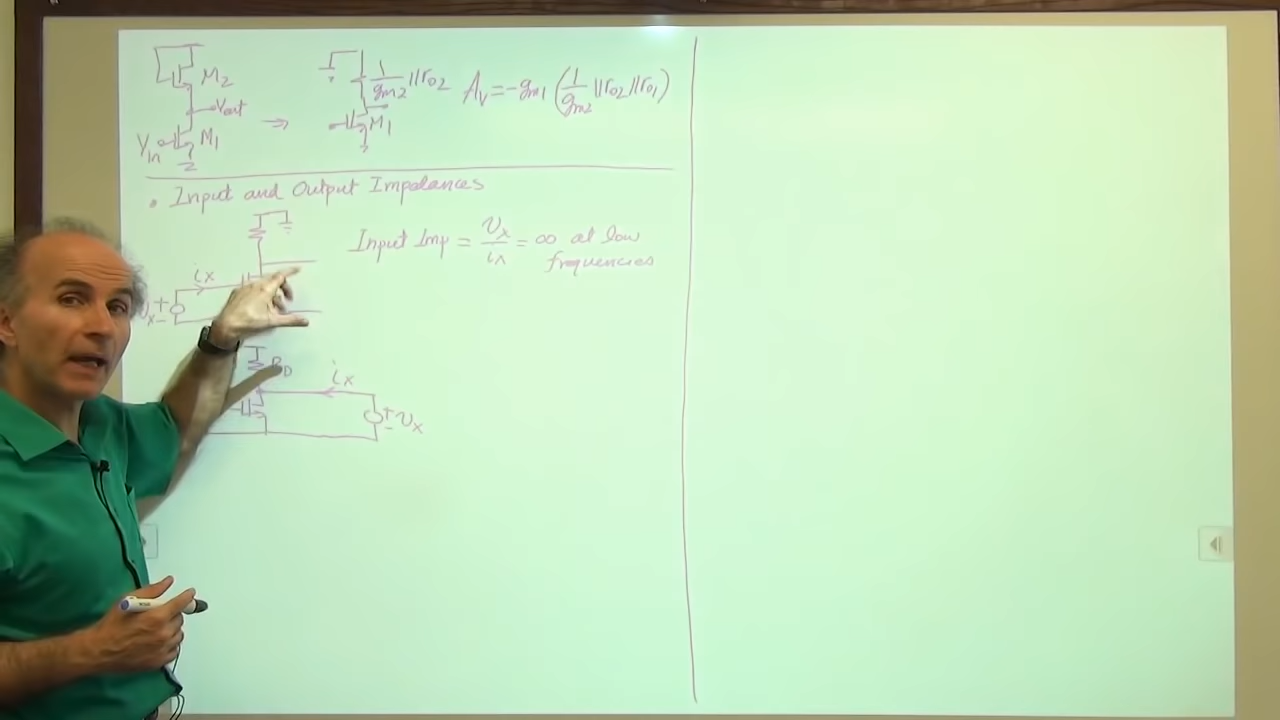 M2
1/gm2 || ro2
Av = -gm1 (1/gm2 || ro2 || ro1)
Vout
⇒
Vin
M1
M1
• Input and Output Impedances
Input Imp = vx/ix = ∞ at low frequencies
ix
vx
+
-
RD
ix
+
-
vx